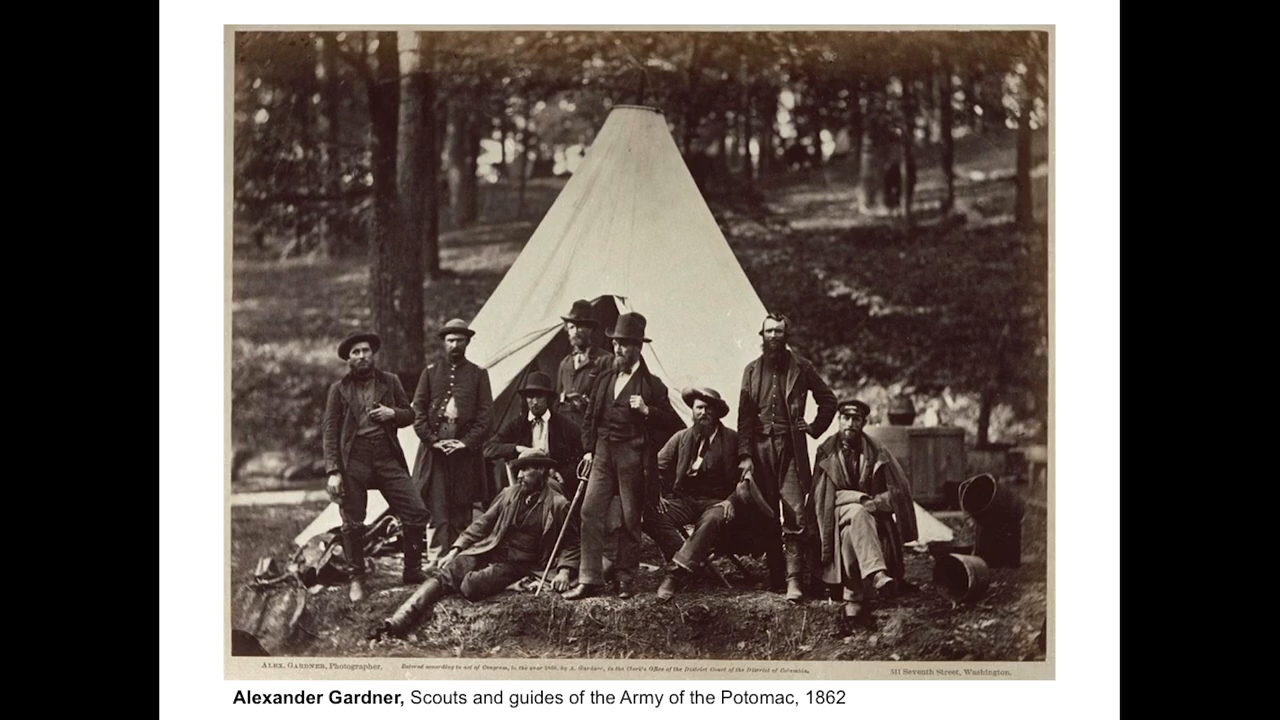 ALEX. GARDNER, Photographer,
Entered according to act of Congress, in the year 1866, by A. Gardner, in the Clerk's Office of the District Court of the District of Columbia,
511 Seventh Street, Washington.
Alexander Gardner, Scouts and guides of the Army of the Potomac, 1862